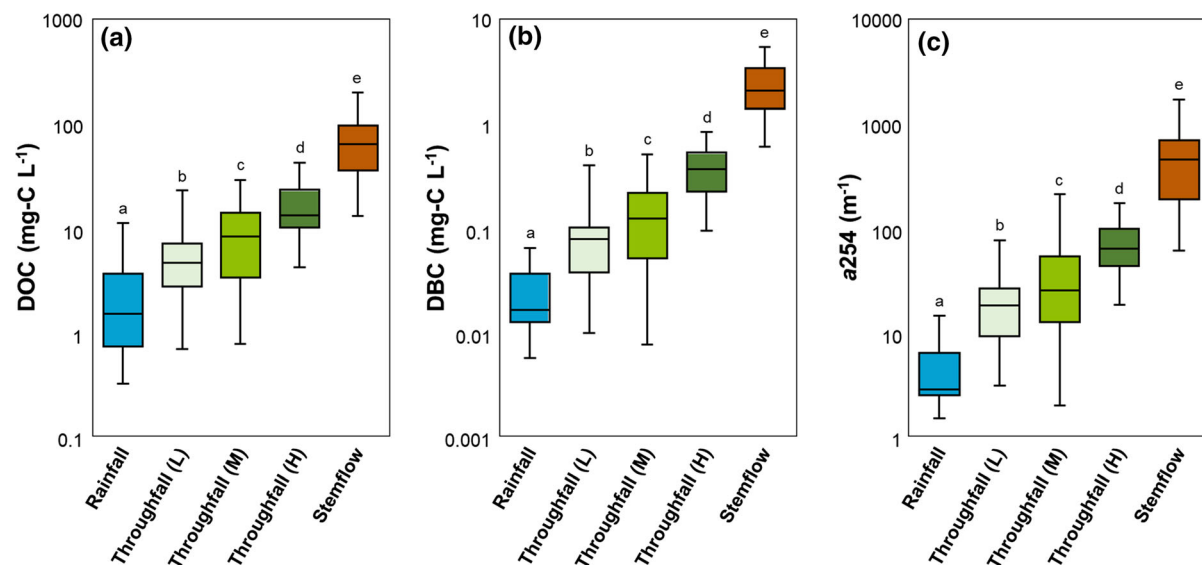 (a)
DOC (mg-C L⁻¹)
1000
100
10
1
0.1
a
b
c
d
e
Rainfall
Throughfall (L)
Throughfall (M)
Throughfall (H)
Stemflow
(b)
DBC (mg-C L⁻¹)
10
1
0.1
0.01
0.001
a
b
c
d
e
Rainfall
Throughfall (L)
Throughfall (M)
Throughfall (H)
Stemflow
(c)
a254 (m⁻¹)
10000
1000
100
10
1
a
b
c
d
e
Rainfall
Throughfall (L)
Throughfall (M)
Throughfall (H)
Stemflow